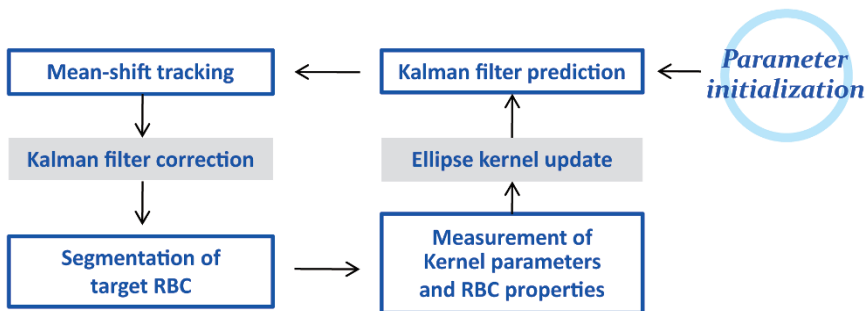 Mean-shift tracking
Kalman filter prediction
Parameter
initialization
Kalman filter correction
Ellipse kernel update
Segmentation of
target RBC
Measurement of
Kernel parameters
and RBC properties